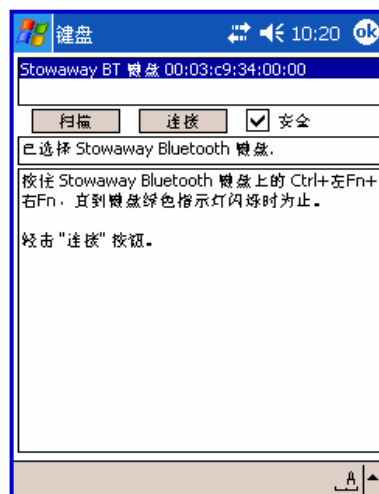 键盘 10:20 ok
Stowaway BT 键盘 00:03:c9:34:00:00
扫描 连接 安全
已选择 Stowaway Bluetooth 键盘.
按住 Stowaway Bluetooth 键盘上的 Ctrl+左Fn+
右Fn，直到键盘绿色指示灯闪烁时为止。
轻击"连接"按钮。
A